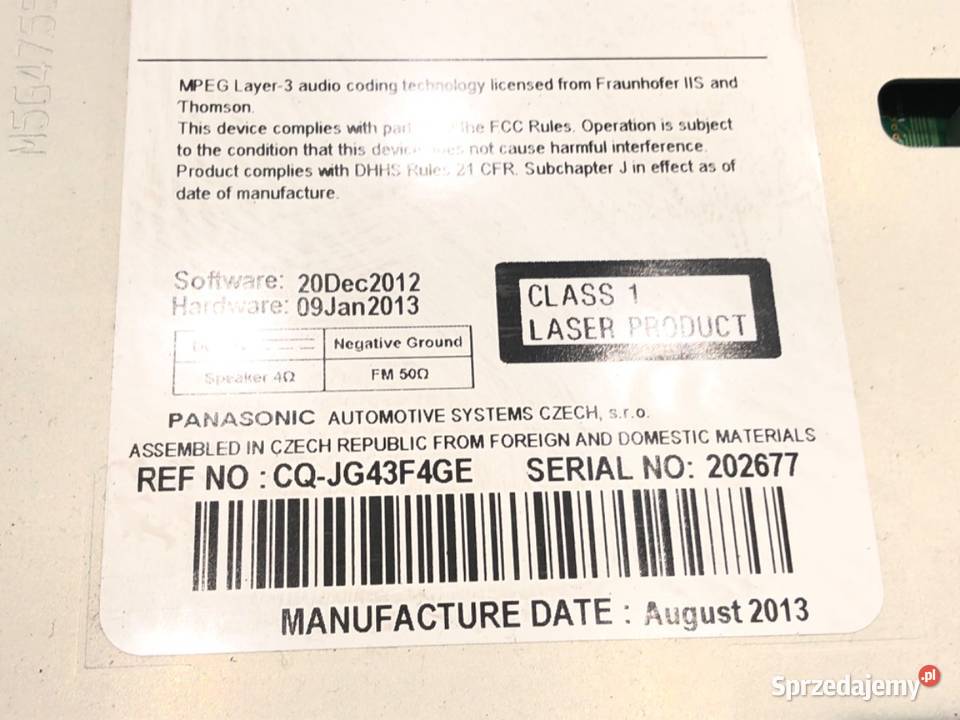 M564755
MPEG Layer-3 audio coding technology licensed from Fraunhofer IIS and
Thomson.
This device complies with part the FCC Rules. Operation is subject
to the condition that this device does not cause harmful interference.
Product complies with DHHS Rules 21 CFR. Subchapter J in effect as of
date of manufacture.
Software: 20Dec2012
Hardware: 09Jan2013
CLASS 1
LASER PRODUCT
Negative Ground
Speaker 4Ω FM 50Ω
PANASONIC AUTOMOTIVE SYSTEMS CZECH, s.r.o.
ASSEMBLED IN CZECH REPUBLIC FROM FOREIGN AND DOMESTIC MATERIALS
REF NO : CQ-JG43F4GE SERIAL NO: 202677
MANUFACTURE DATE : August 2013
Sprzedajemy .pl